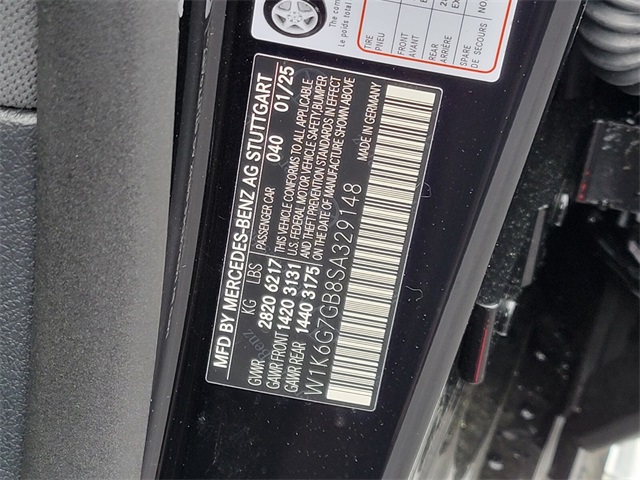 MFD BY MERCEDES-BENZ AG STUTTGART
040 01/25
KG LBS
GVWR 2820 6217
GAWR FRONT 1420 3131
GAWR REAR 1440 3175
PASSENGER CAR
THIS VEHICLE CONFORMS TO ALL APPLICABLE
U.S. FEDERAL MOTOR VEHICLE SAFETY, BUMPER
AND THEFT PREVENTION STANDARDS IN EFFECT
ON THE DATE OF MANUFACTURE SHOWN ABOVE
MADE IN GERMANY
W1K6G7GB8SA329148
Le poids total
TIRE
PNEU
FRONT
AVANT
REAR
ARRIÈRE
SPARE
DE SECOURS